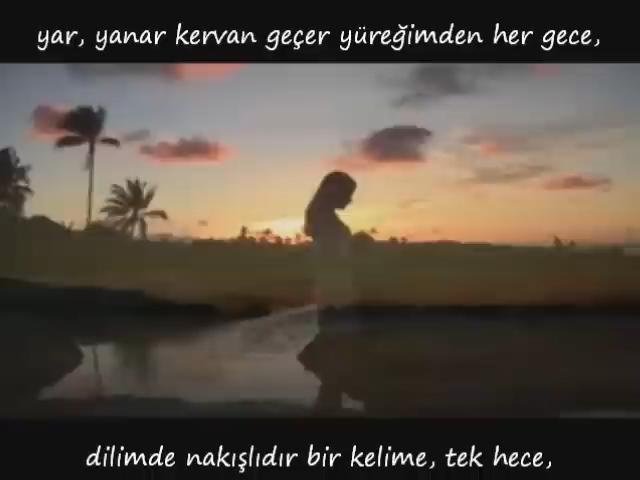 yar, yanar kervan geçer yüreğimden her gece,
dilimde nakışlıdır bir kelime, tek hece,